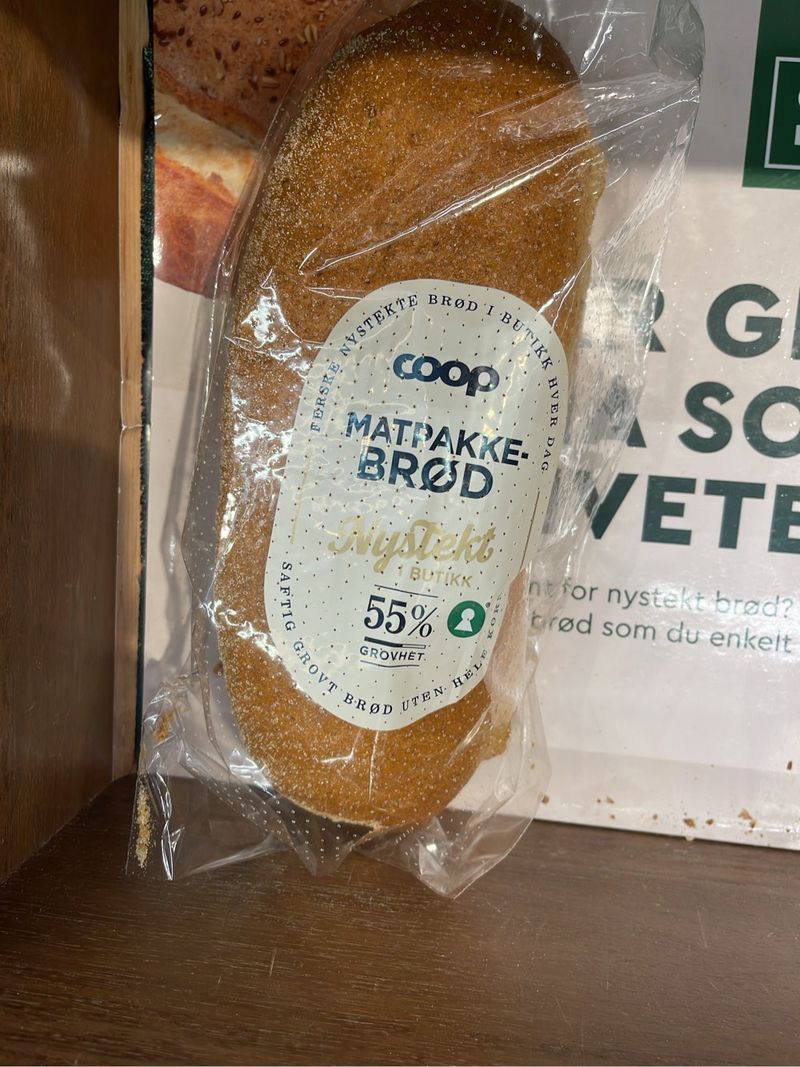 FERSKE NYSTEKTE BRØD I BUTIKK HVER DAG
coop
MATPAKKE-
BRØD
Nystekt
I BUTIKK
55%
GROVHET
SAFTIG GROVT BRØD UTEN HELE KORN
R GI
A SO
VETE
nt for nystekt brød?
brød som du enkelt